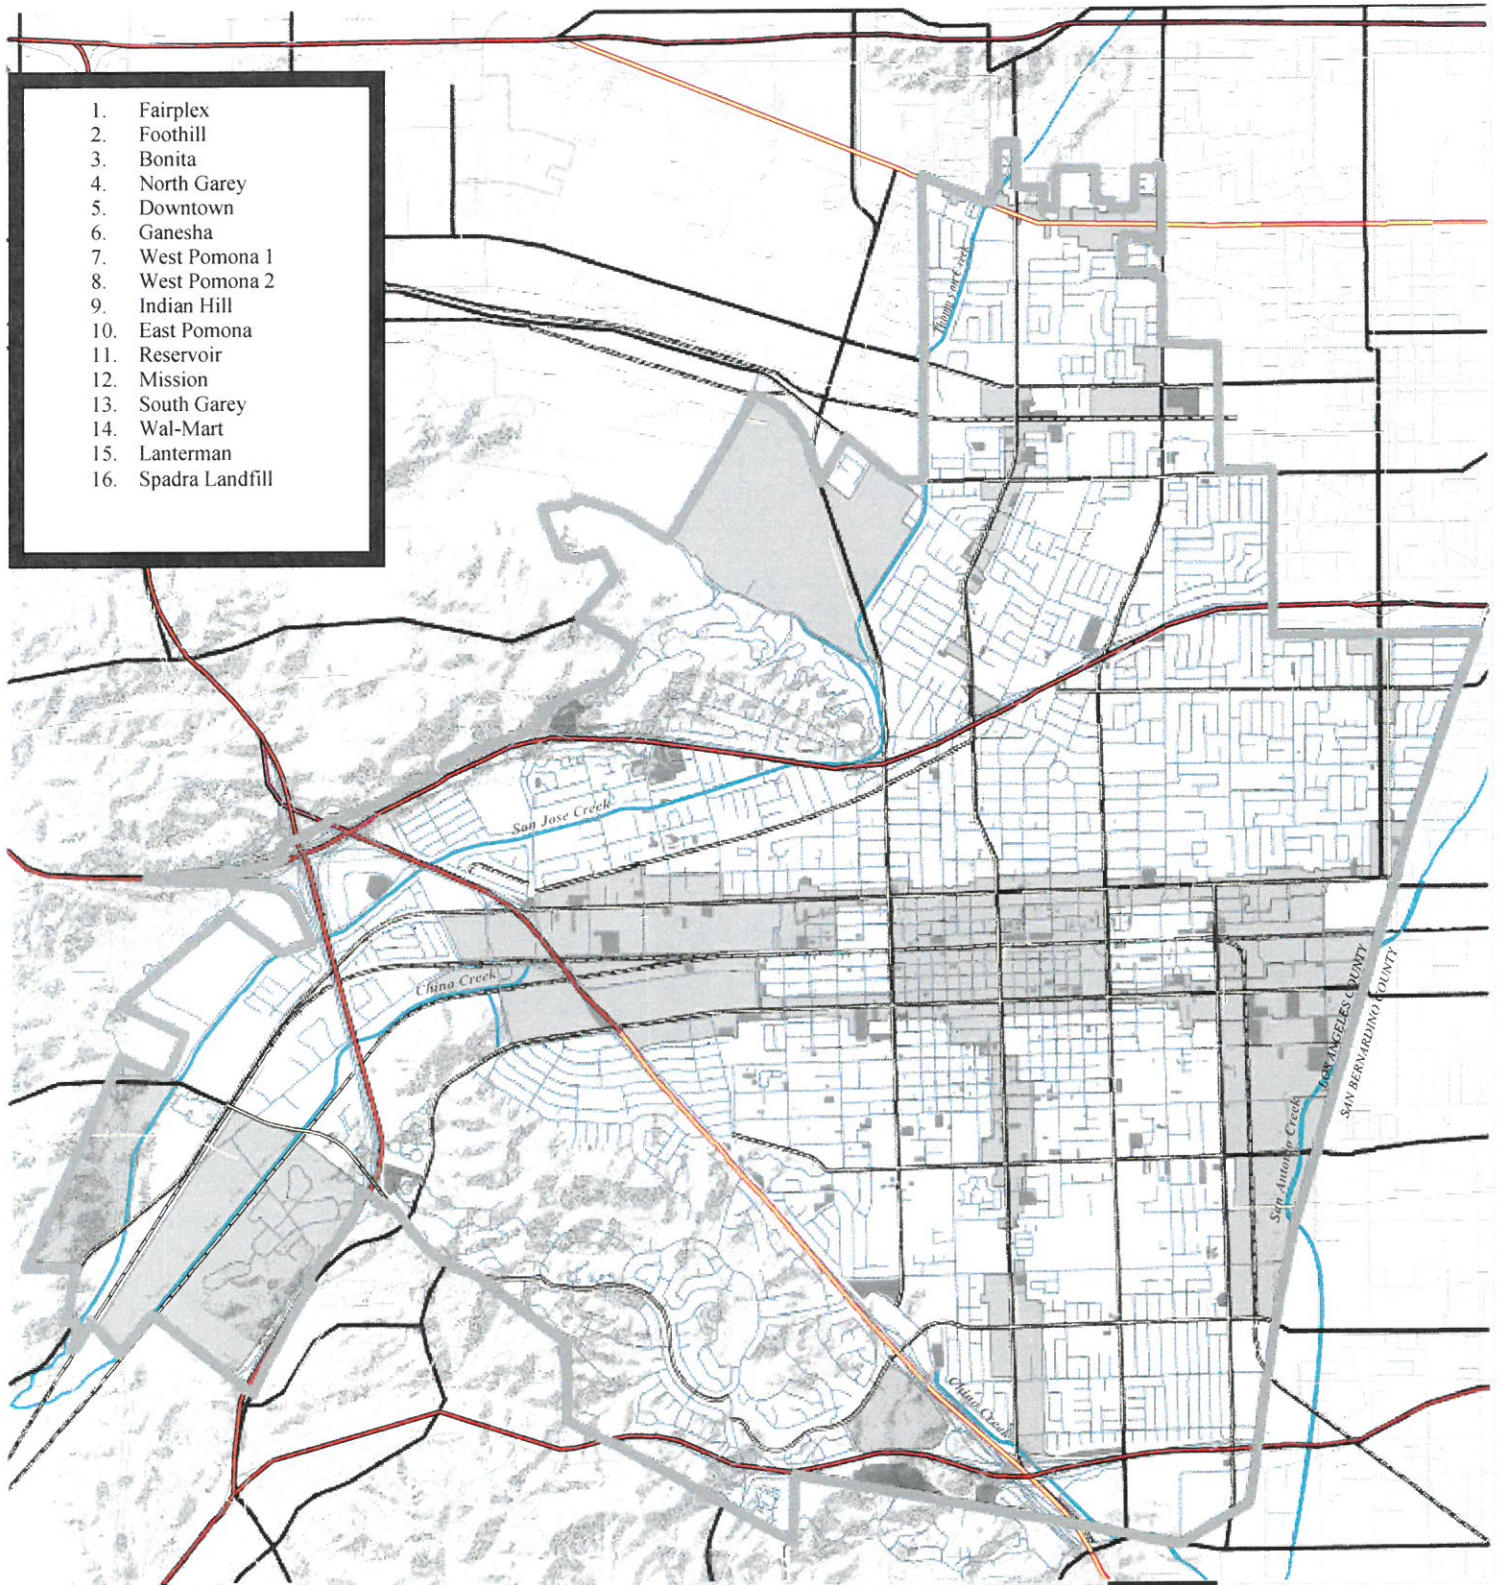 1. Fairplex
2. Foothill
3. Bonita
4. North Garey
5. Downtown
6. Ganesha
7. West Pomona 1
8. West Pomona 2
9. Indian Hill
10. East Pomona
11. Reservoir
12. Mission
13. South Garey
14. Wal-Mart
15. Lanterman
16. Spadra Landfill
Thompson Creek
San Jose Creek
Chino Creek
LOS ANGELES COUNTY
SAN BERNARDINO COUNTY
San Antonio Creek
Chino Creek